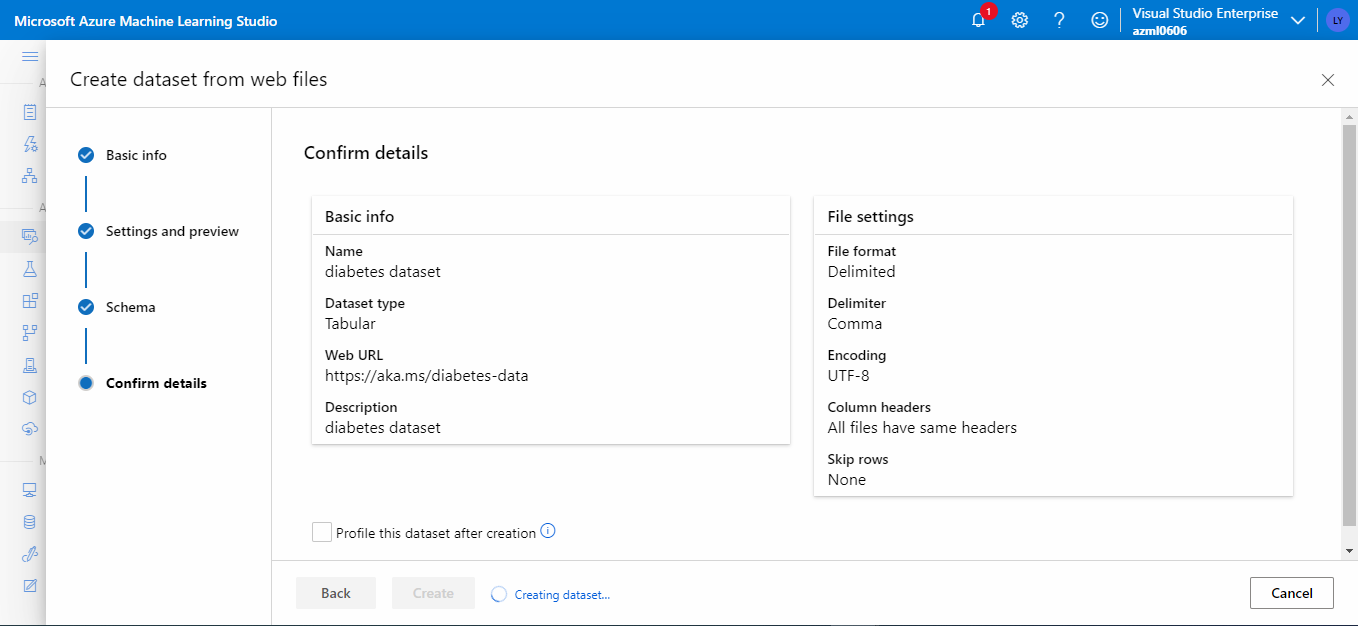 Microsoft Azure Machine Learning Studio
1
Visual Studio Enterprise
azml0606
LY
Create dataset from web files
A
A
M
Basic info
Settings and preview
Schema
Confirm details
Confirm details
Basic info
Name
diabetes dataset
Dataset type
Tabular
Web URL
https://aka.ms/diabetes-data
Description
diabetes dataset
File settings
File format
Delimited
Delimiter
Comma
Encoding
UTF-8
Column headers
All files have same headers
Skip rows
None
Profile this dataset after creation
Back
Create
Creating dataset...
Cancel